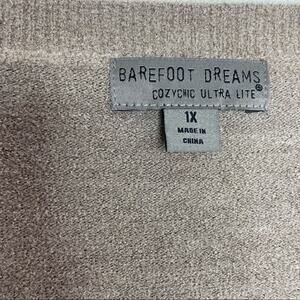 BAREFOOT DREAMS
COZYCHIC ULTRA LITE®
1X
MADE IN
CHINA